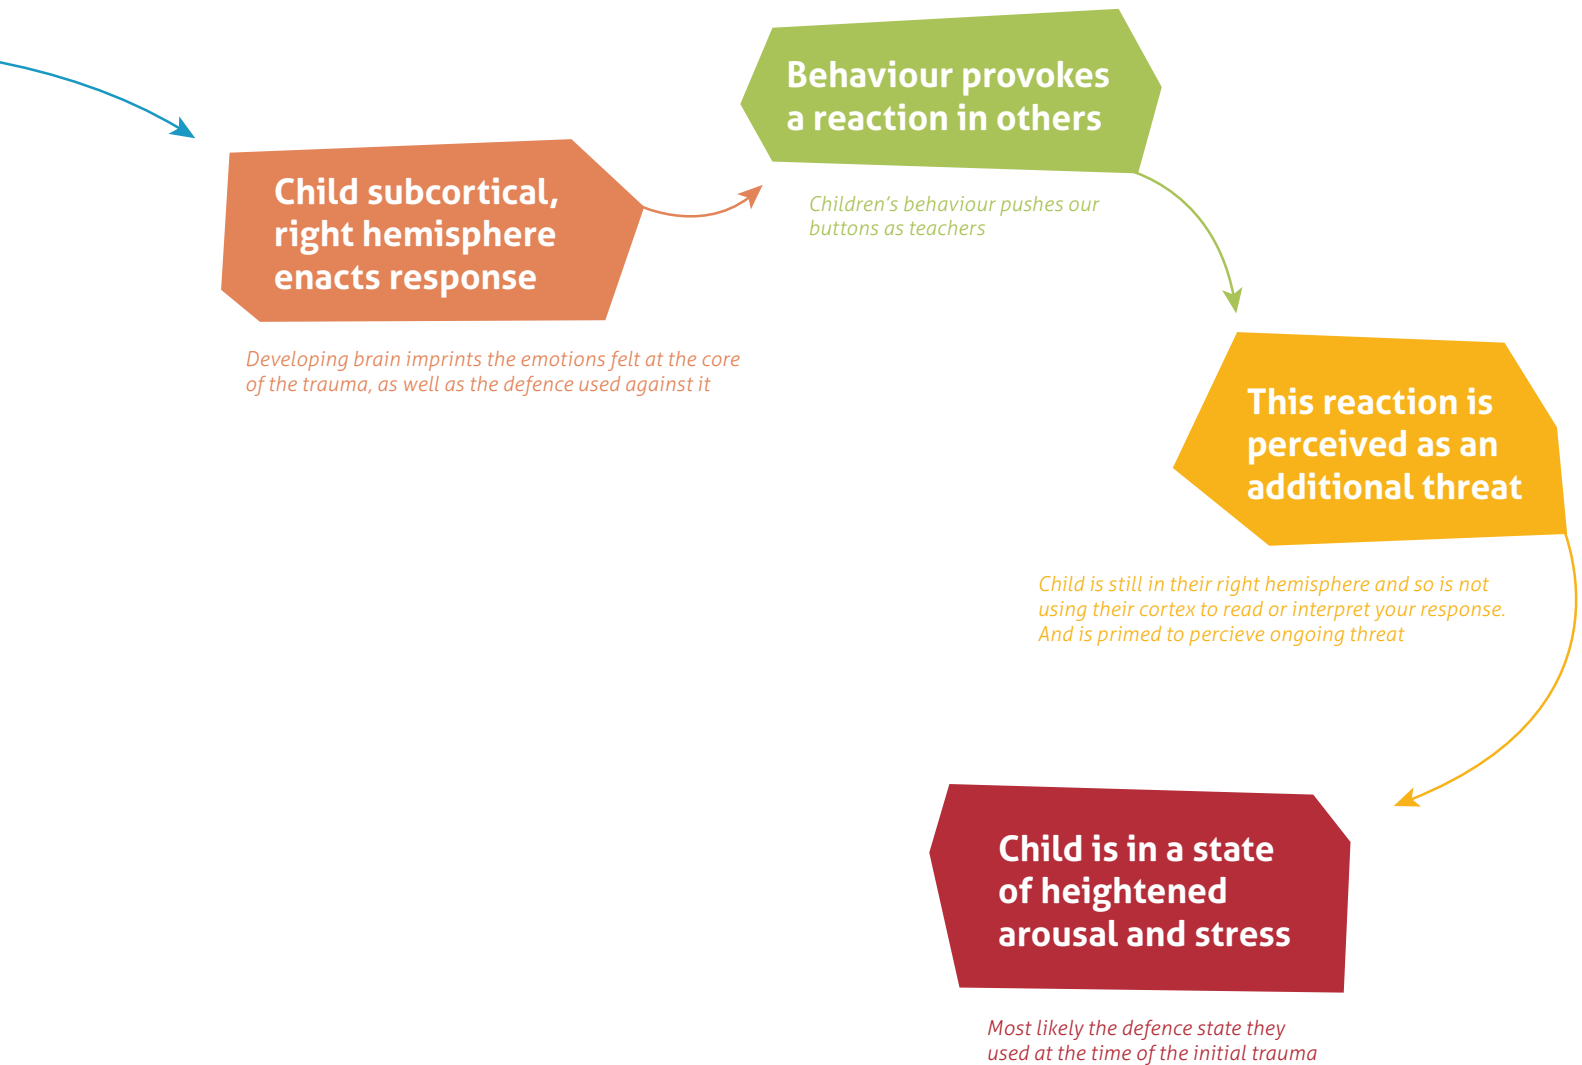 Child subcortical,
right hemisphere
enacts response
Developing brain imprints the emotions felt at the core
of the trauma, as well as the defence used against it
Behaviour provokes
a reaction in others
Children's behaviour pushes our
buttons as teachers
This reaction is
perceived as an
additional threat
Child is still in their right hemisphere and so is not
using their cortex to read or interpret your response.
And is primed to percieve ongoing threat
Child is in a state
of heightened
arousal and stress
Most likely the defence state they
used at the time of the initial trauma